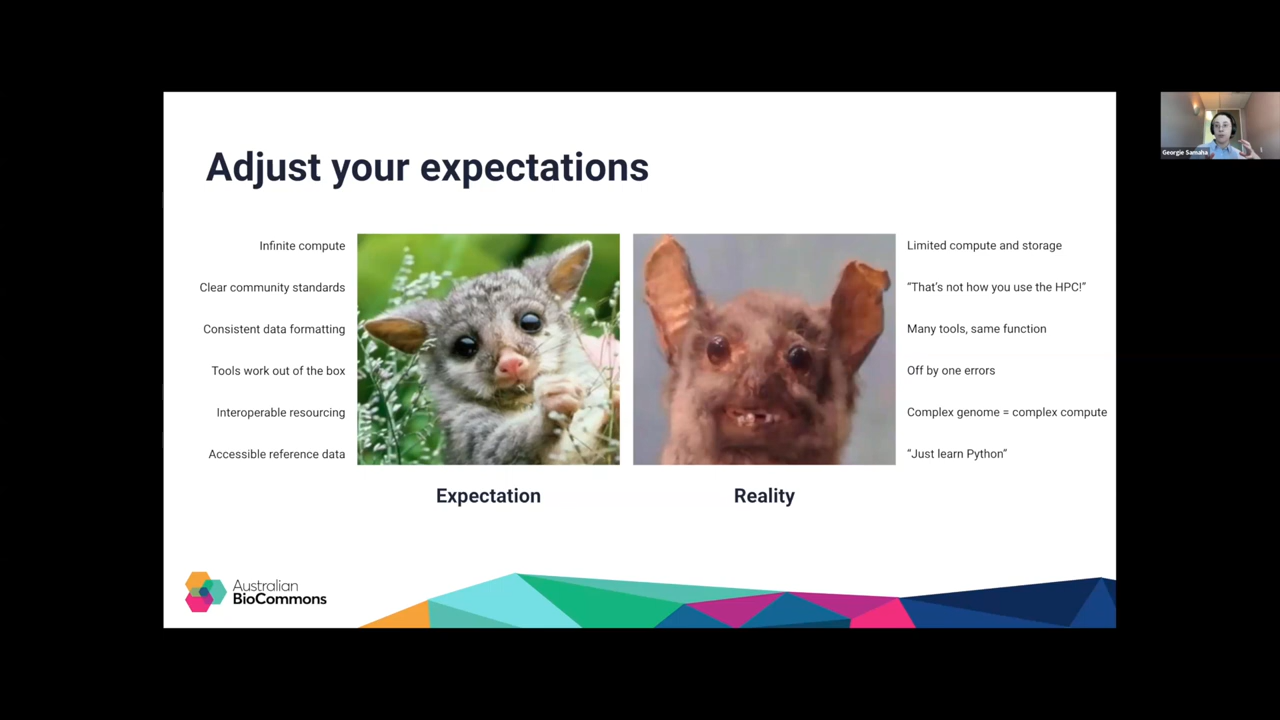 Adjust your expectations
Infinite compute
Clear community standards
Consistent data formatting
Tools work out of the box
Interoperable resourcing
Accessible reference data
Expectation
Reality
Limited compute and storage
“That’s not how you use the HPC!”
Many tools, same function
Off by one errors
Complex genome = complex compute
“Just learn Python”
Australian
BioCommons
Georgie Samaha